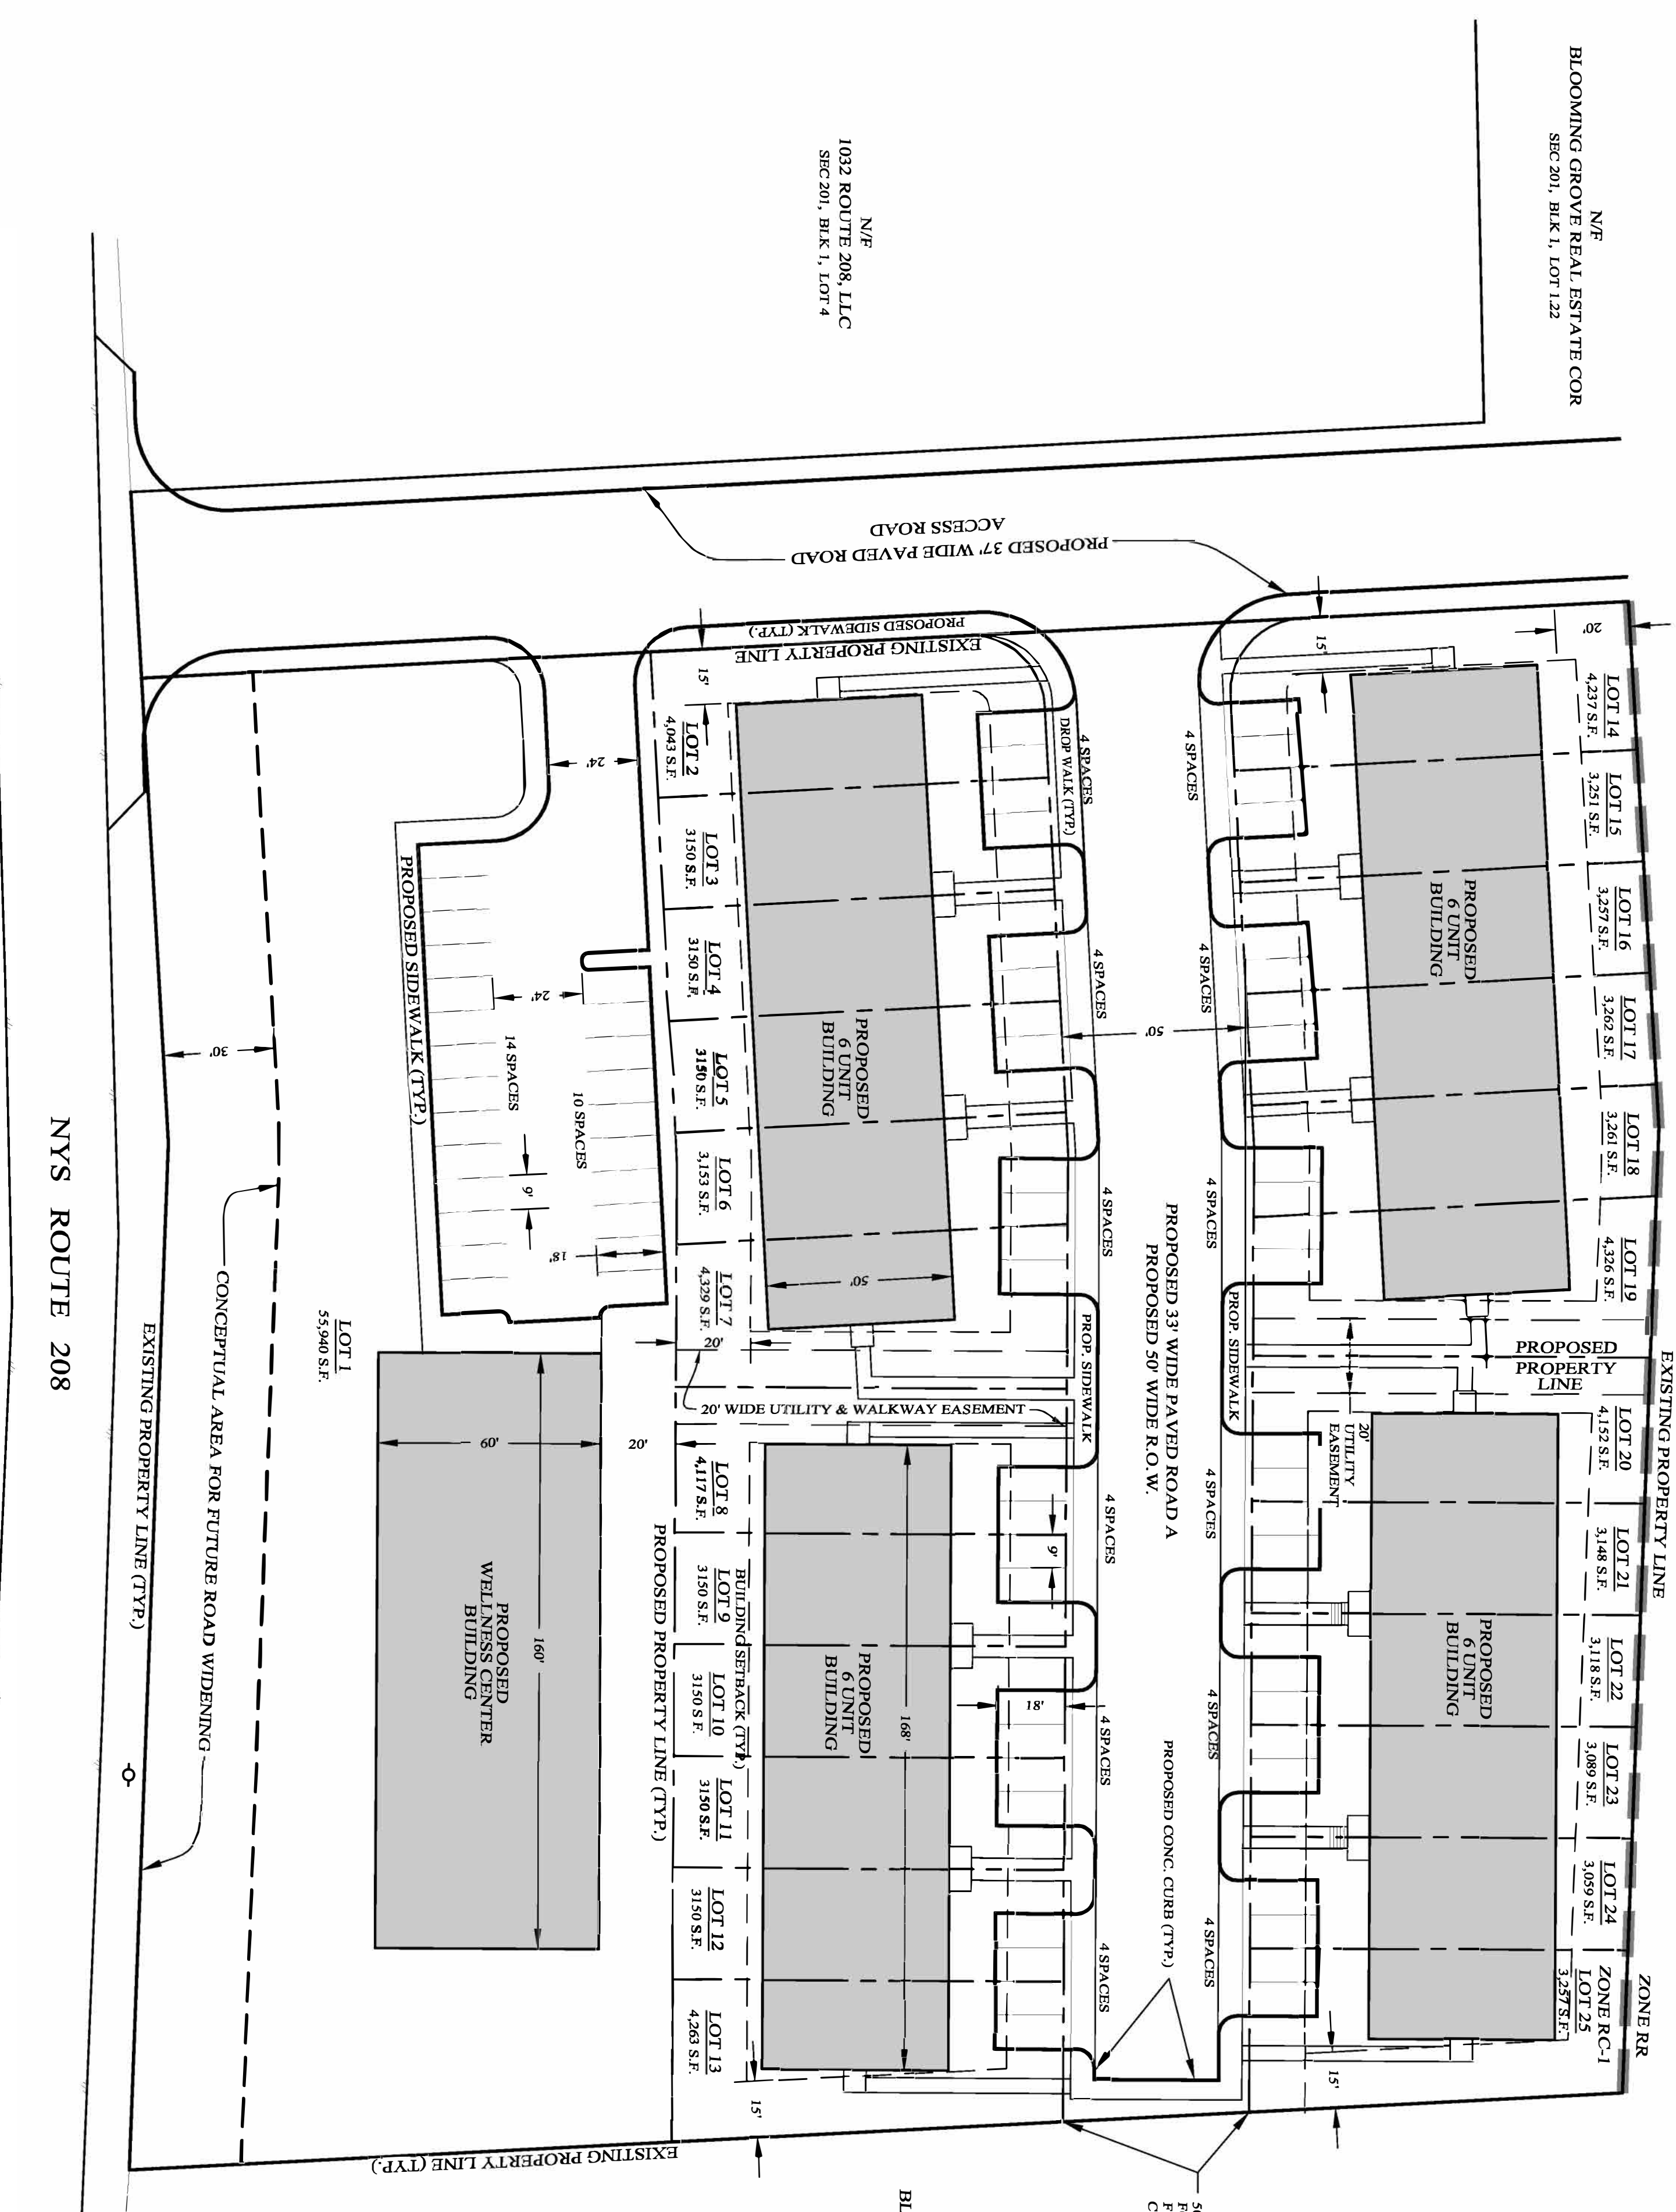 N/F
BLOOMING GROVE REAL ESTATE COR
SEC 201, BLK 1, LOT 1.22
N/F
1032 ROUTE 208, LLC
SEC 201, BLK 1, LOT 4
PROPOSED 37' WIDE PAVED ROAD
ACCESS ROAD
PROPOSED SIDEWALK (TYP.)
EXISTING PROPERTY LINE
20'
15'
15'
LOT 14
4,237 S.F.
LOT 15
3,251 S.F.
LOT 16
3,257 S.F.
LOT 17
3,262 S.F.
LOT 18
3,261 S.F.
LOT 19
4,326 S.F.
LOT 20
4,152 S.F.
LOT 21
3,148 S.F.
LOT 22
3,118 S.F.
LOT 23
3,089 S.F.
LOT 24
3,059 S.F.
ZONE RR
ZONE RC-1
LOT 25
3,257 S.F.
EXISTING PROPERTY LINE
PROPOSED
PROPERTY
LINE
20'
UTILITY
EASEMENT
PROPOSED
6 UNIT
BUILDING
PROPOSED
6 UNIT
BUILDING
15'
4 SPACES
4 SPACES
4 SPACES
4 SPACES
4 SPACES
4 SPACES
PROP. SIDEWALK
50'
PROPOSED 33' WIDE PAVED ROAD A
PROPOSED 50' WIDE R.O.W.
PROPOSED CONC. CURB (TYP.)
4 SPACES
DROP WALK (TYP.)
4 SPACES
4 SPACES
PROP. SIDEWALK
4 SPACES
4 SPACES
4 SPACES
9'
18'
PROPOSED
6 UNIT
BUILDING
50'
PROPOSED
6 UNIT
BUILDING
168'
20' WIDE UTILITY & WALKWAY EASEMENT
20'
20'
LOT 2
4,043 S.F.
LOT 3
3150 S.F.
LOT 4
3150 S.F.
LOT 5
3150 S.F.
LOT 6
3,153 S.F.
LOT 7
4,329 S.F.
LOT 8
4,117 S.F.
BUILDING SETBACK (TYP.)
LOT 9
3150 S.F.
LOT 10
3150 S F.
LOT 11
3150 S.F.
LOT 12
3150 S.F.
LOT 13
4,263 S.F.
15'
PROPOSED PROPERTY LINE (TYP.)
24'
24'
14 SPACES
10 SPACES
9'
18'
PROPOSED SIDEWALK (TYP.)
60'
160'
PROPOSED
WELLNESS CENTER
BUILDING
LOT 1
55,940 S.F.
30'
CONCEPTUAL AREA FOR FUTURE ROAD WIDENING
EXISTING PROPERTY LINE (TYP.)
EXISTING PROPERTY LINE (TYP.)
NYS ROUTE 208
BL